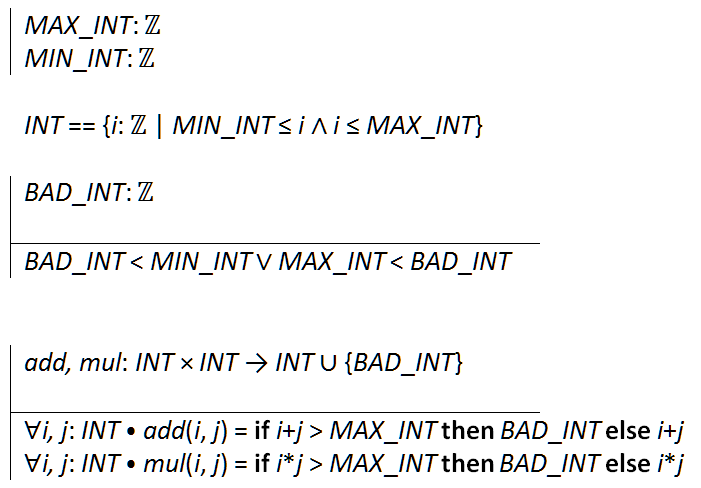 MAX_INT: ℤ
MIN_INT: ℤ
INT == {i: ℤ | MIN_INT ≤ i ∧ i ≤ MAX_INT}
BAD_INT: ℤ
BAD_INT < MIN_INT ∨ MAX_INT < BAD_INT
add, mul: INT × INT → INT ∪ {BAD_INT}
∀i, j: INT • add(i, j) = if i+j > MAX_INT then BAD_INT else i+j
∀i, j: INT • mul(i, j) = if i*j > MAX_INT then BAD_INT else i*j